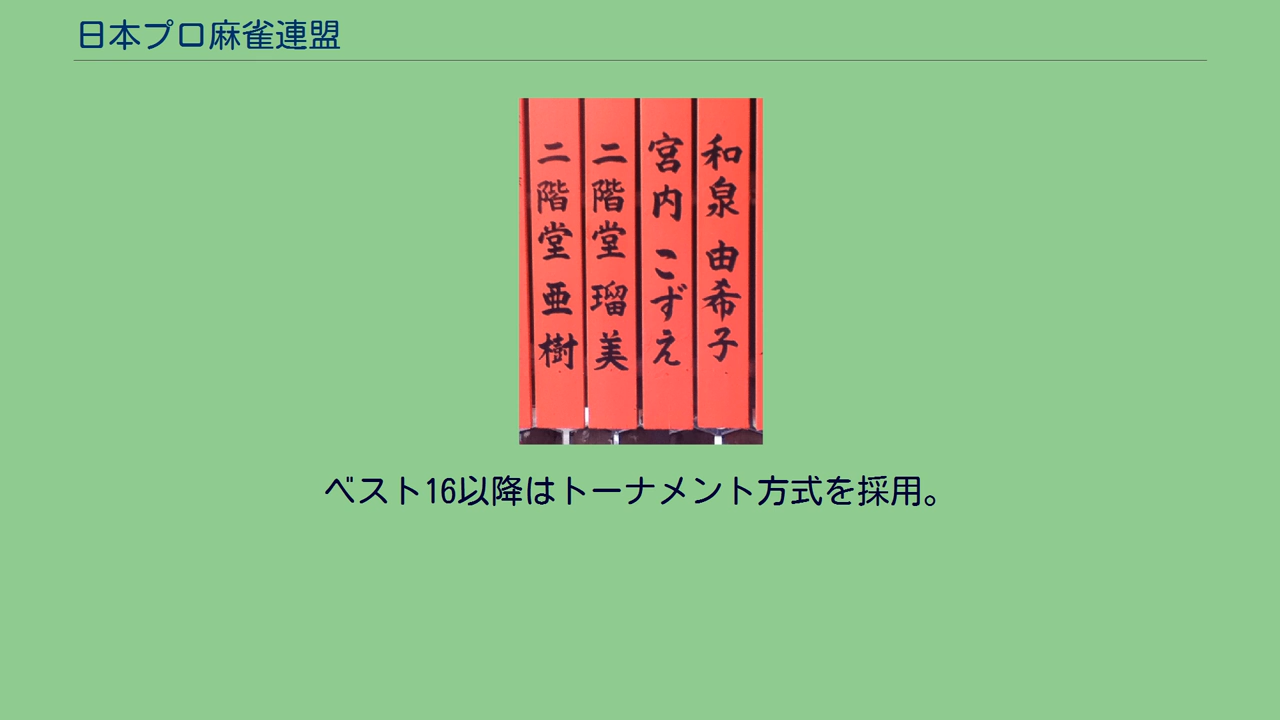 日本プロ麻雀連盟
和泉 由希子
宮内 こずえ
二階堂 瑠美
二階堂 亜樹
ベスト16以降はトーナメント方式を採用。